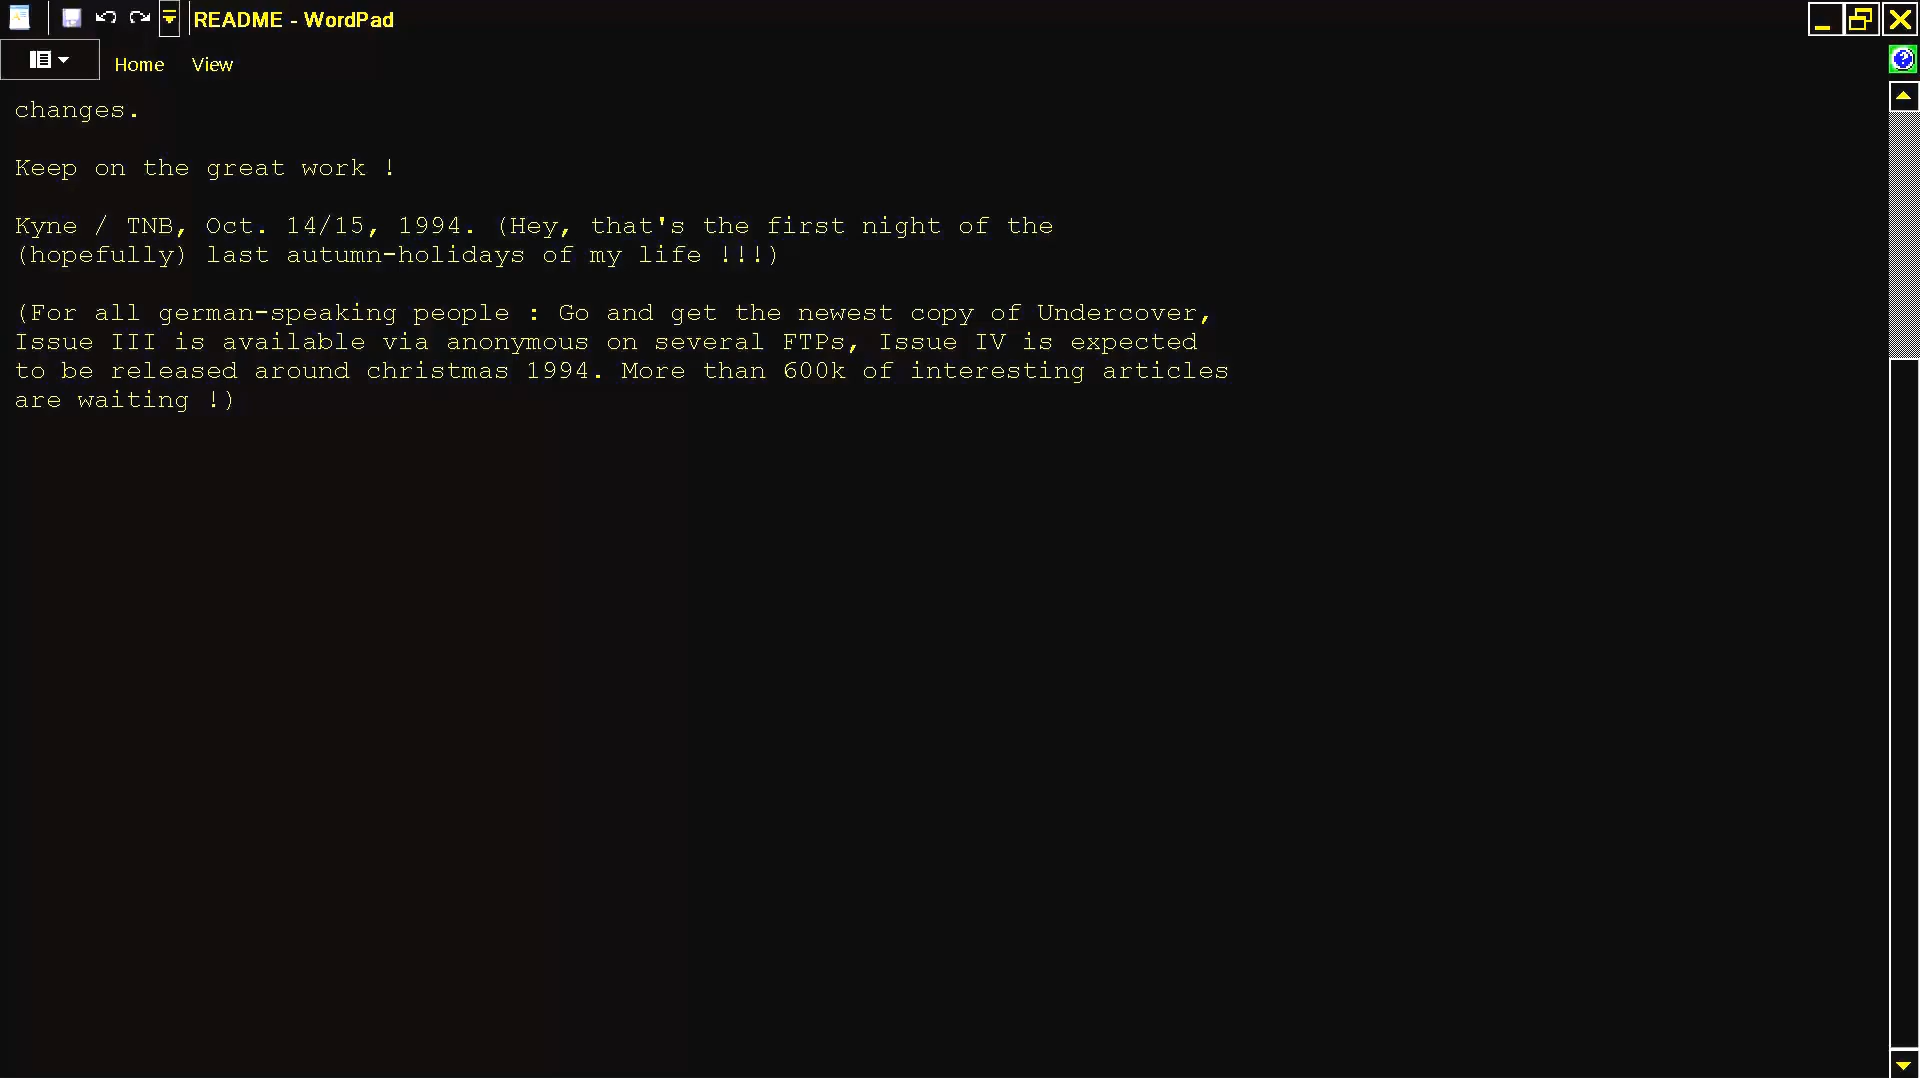 README - WordPad
Home View
changes.
Keep on the great work !
Kyne / TNB, Oct. 14/15, 1994. (Hey, that's the first night of the
(hopefully) last autumn-holidays of my life !!!)
(For all german-speaking people : Go and get the newest copy of Undercover,
Issue III is available via anonymous on several FTPs, Issue IV is expected
to be released around christmas 1994. More than 600k of interesting articles
are waiting !)